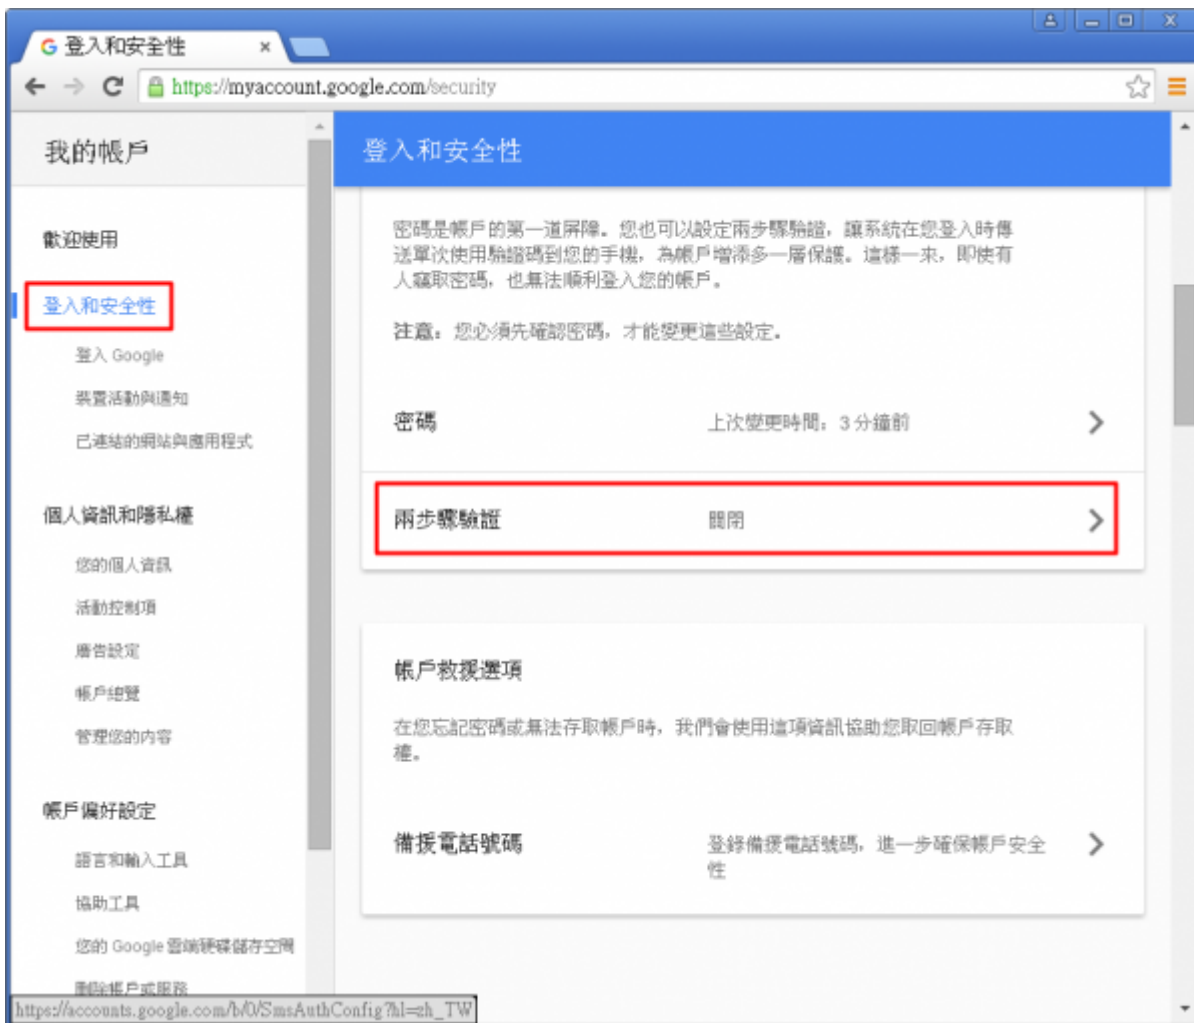 登入和安全性
https://myaccount.google.com/security
我的帳戶
歡迎使用
登入和安全性
登入 Google
裝置活動與通知
已連結的網站與應用程式
個人資訊和隱私權
您的個人資訊
活動控制項
廣告設定
帳戶總覽
管理您的內容
帳戶偏好設定
語言和輸入工具
協助工具
您的 Google 雲端硬碟儲存空間
刪除帳戶或服務
https://accounts.google.com/b/0/SmsAuthConfig?hl=zh_TW
登入和安全性
密碼是帳戶的第一道屏障。您也可以設定兩步驟驗證，讓系統在您登入時傳
送單次使用驗證碼到您的手機，為帳戶增添多一層保護。這樣一來，即使有
人竊取密碼，也無法順利登入您的帳戶。
注意：您必須先確認密碼，才能變更這些設定。
密碼 上次變更時間：3 分鐘前
兩步驟驗證 關閉
帳戶救援選項
在您忘記密碼或無法存取帳戶時，我們會使用這項資訊協助您取回帳戶存取
權。
備援電話號碼 登錄備援電話號碼，進一步確保帳戶安全
性